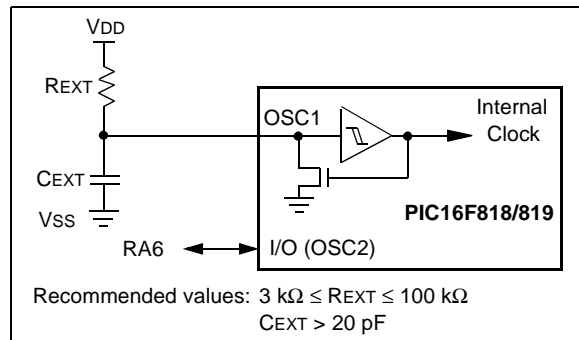 VDD
REXT
OSC1
Internal
Clock
CEXT
PIC16F818/819
VSS
RA6
I/O (OSC2)
Recommended values: 3 kΩ ≤ REXT ≤ 100 kΩ
CEXT > 20 pF